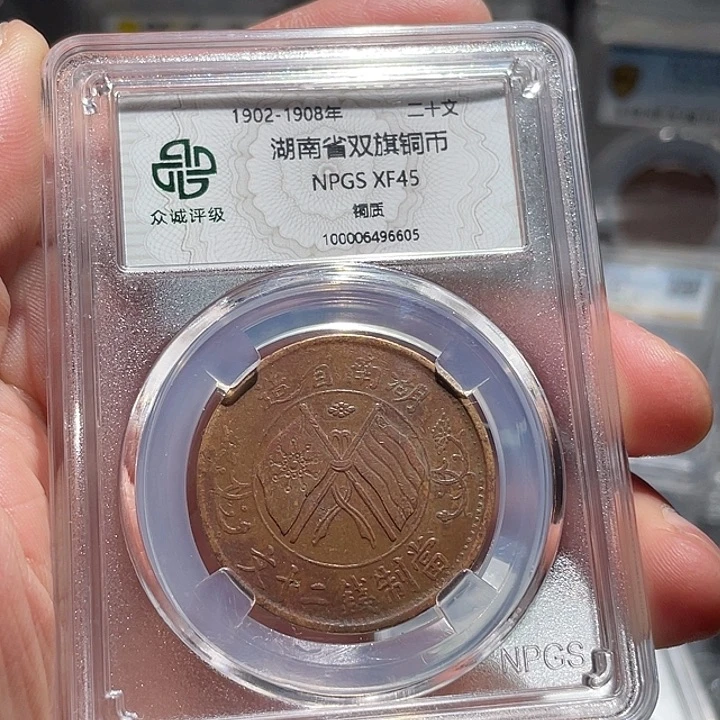 1902-1908年 二十文
湖南省双旗铜币
NPGS XF45
铜质
100006496605
众诚评级
湖南省造
當制錢二十文
NPGS